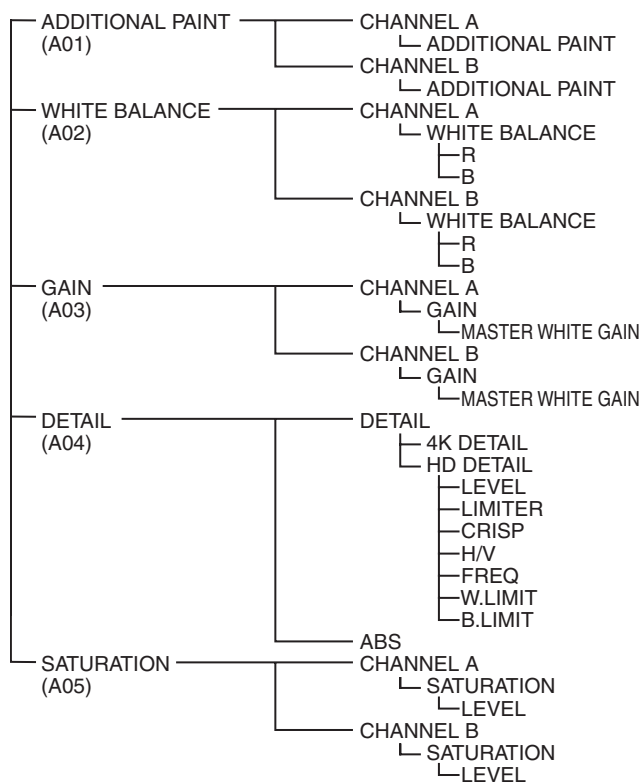 ADDITIONAL PAINT
(A01)
CHANNEL A
ADDITIONAL PAINT
CHANNEL B
ADDITIONAL PAINT
WHITE BALANCE
(A02)
CHANNEL A
WHITE BALANCE
R
B
CHANNEL B
WHITE BALANCE
R
B
GAIN
(A03)
CHANNEL A
GAIN
MASTER WHITE GAIN
CHANNEL B
GAIN
MASTER WHITE GAIN
DETAIL
(A04)
DETAIL
4K DETAIL
HD DETAIL
LEVEL
LIMITER
CRISP
H/V
FREQ
W.LIMIT
B.LIMIT
ABS
SATURATION
(A05)
CHANNEL A
SATURATION
LEVEL
CHANNEL B
SATURATION
LEVEL